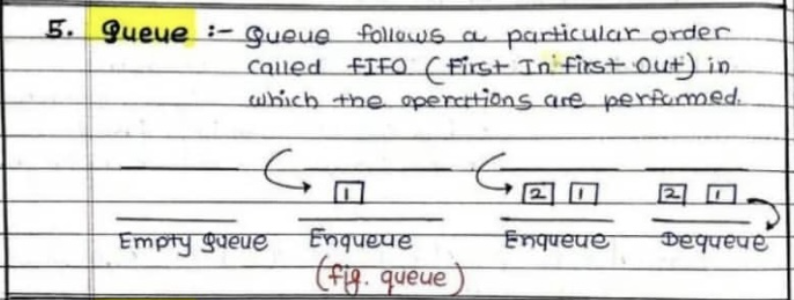 5. Queue :- Queue follows a particular order
called FIFO (First In first Out) in
which the operations are performed.
1 2 1 2 1
Empty Queue Enqueue Enqueue Dequeue
(fig. queue)